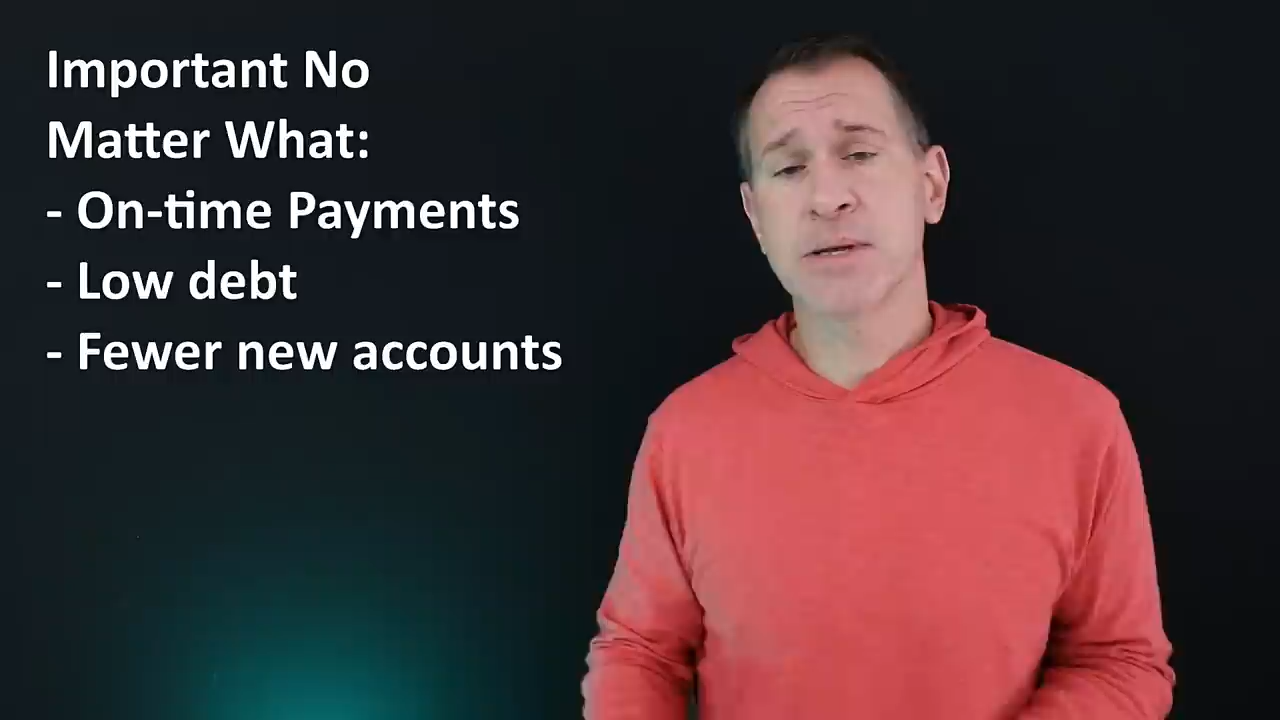 Important No
Matter What:
- On-time Payments
- Low debt
- Fewer new accounts